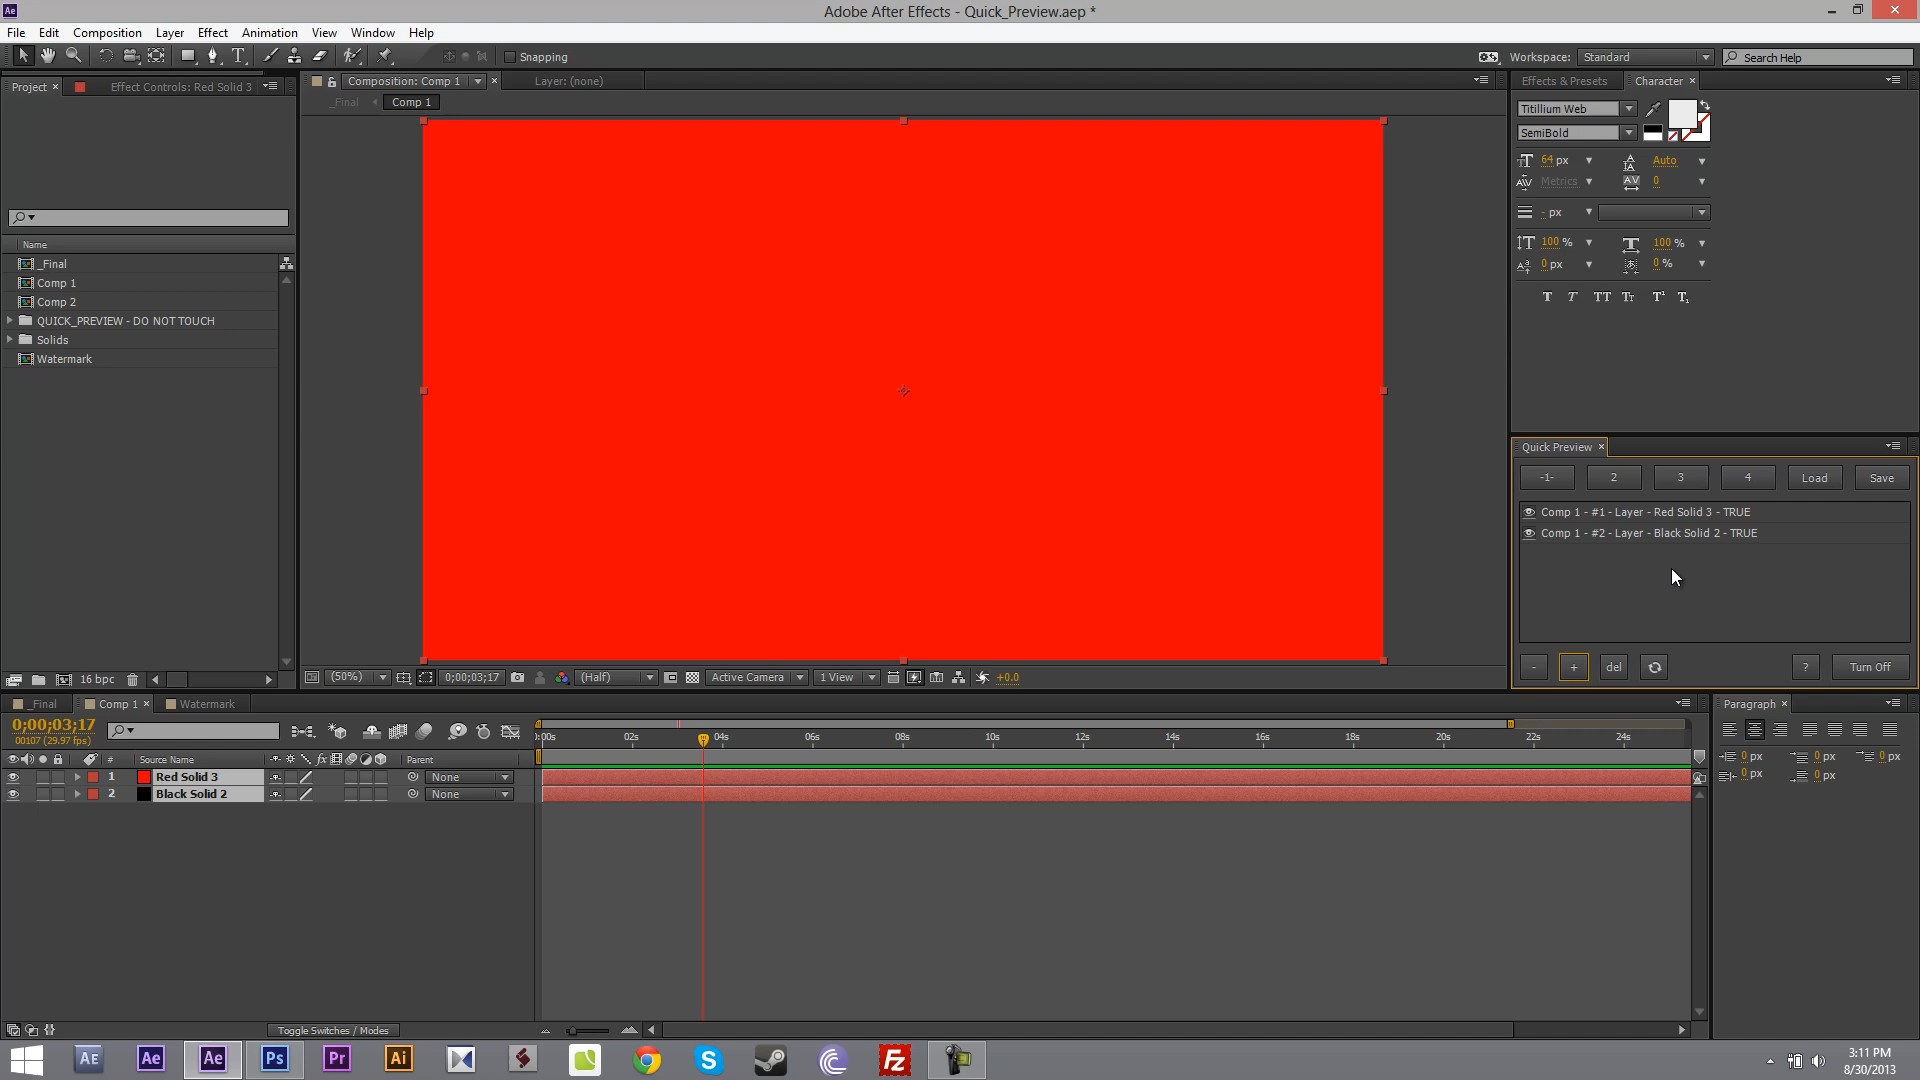 Ae
Adobe After Effects - Quick_Preview.aep *
File Edit Composition Layer Effect Animation View Window Help
Snapping
Workspace: Standard
Search Help
Project
Effect Controls: Red Solid 3
Composition: Comp 1
Layer: (none)
_Final
Comp 1
Name
_Final
Comp 1
Comp 2
QUICK_PREVIEW - DO NOT TOUCH
Solids
Watermark
16 bpc
(50%)
0;00;03;17
(Half)
Active Camera
1 View
+0.0
Effects & Presets
Character
Titillium Web
SemiBold
64 px
Auto
Metrics
0
- px
100 %
100 %
0 px
0 %
Quick Preview
-1- 2 3 4 Load Save
Comp 1 - #1 - Layer - Red Solid 3 - TRUE
Comp 1 - #2 - Layer - Black Solid 2 - TRUE
- + del ? Turn Off
_Final
Comp 1
Watermark
0;00;03;17
00107 (29.97 fps)
# Source Name Parent
1 Red Solid 3 None
2 Black Solid 2 None
):00s 02s 04s 06s 08s 10s 12s 14s 16s 18s 20s 22s 24s
Toggle Switches / Modes
Paragraph
0 px 0 px 0 px
0 px 0 px
AE Ae Ae Ps Pr Ai
Fz
3:11 PM
8/30/2013